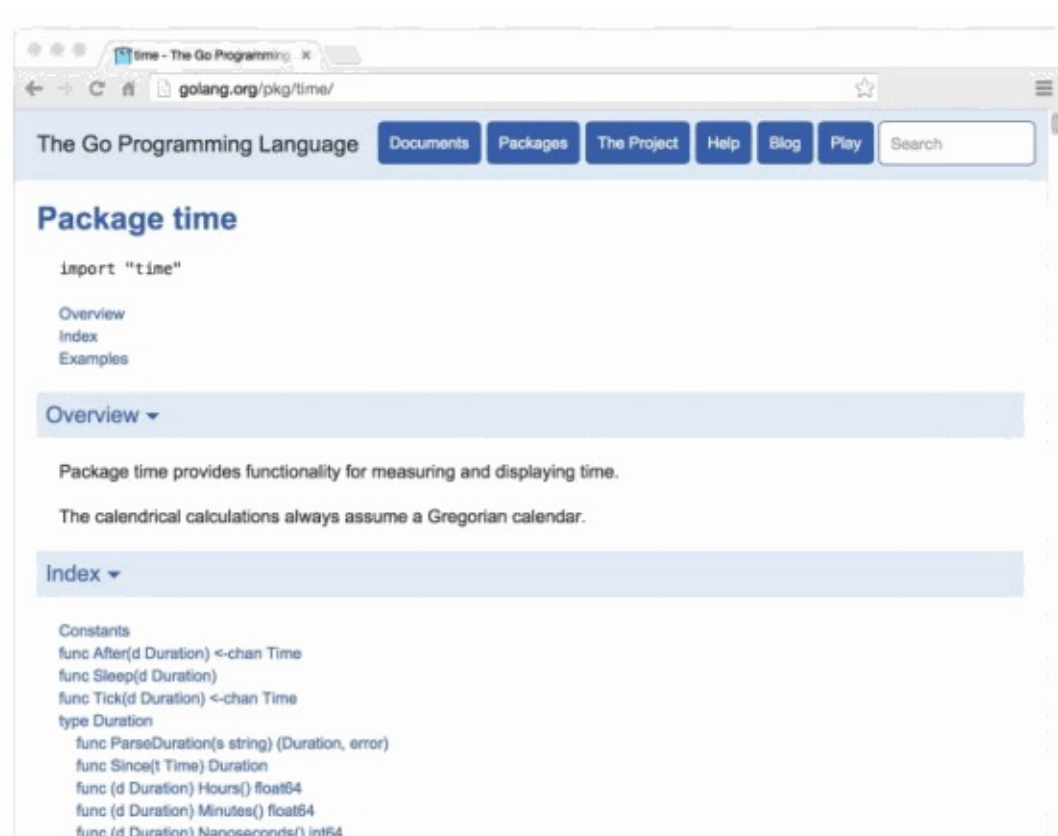 time - The Go Programming
golang.org/pkg/time/
The Go Programming Language Documents Packages The Project Help Blog Play Search
Package time
import "time"
Overview
Index
Examples
Overview
Package time provides functionality for measuring and displaying time.
The calendrical calculations always assume a Gregorian calendar.
Index
Constants
func After(d Duration) <-chan Time
func Sleep(d Duration)
func Tick(d Duration) <-chan Time
type Duration
func ParseDuration(s string) (Duration, error)
func Since(t Time) Duration
func (d Duration) Hours() float64
func (d Duration) Minutes() float64
func (d Duration) Nanoseconds() int64